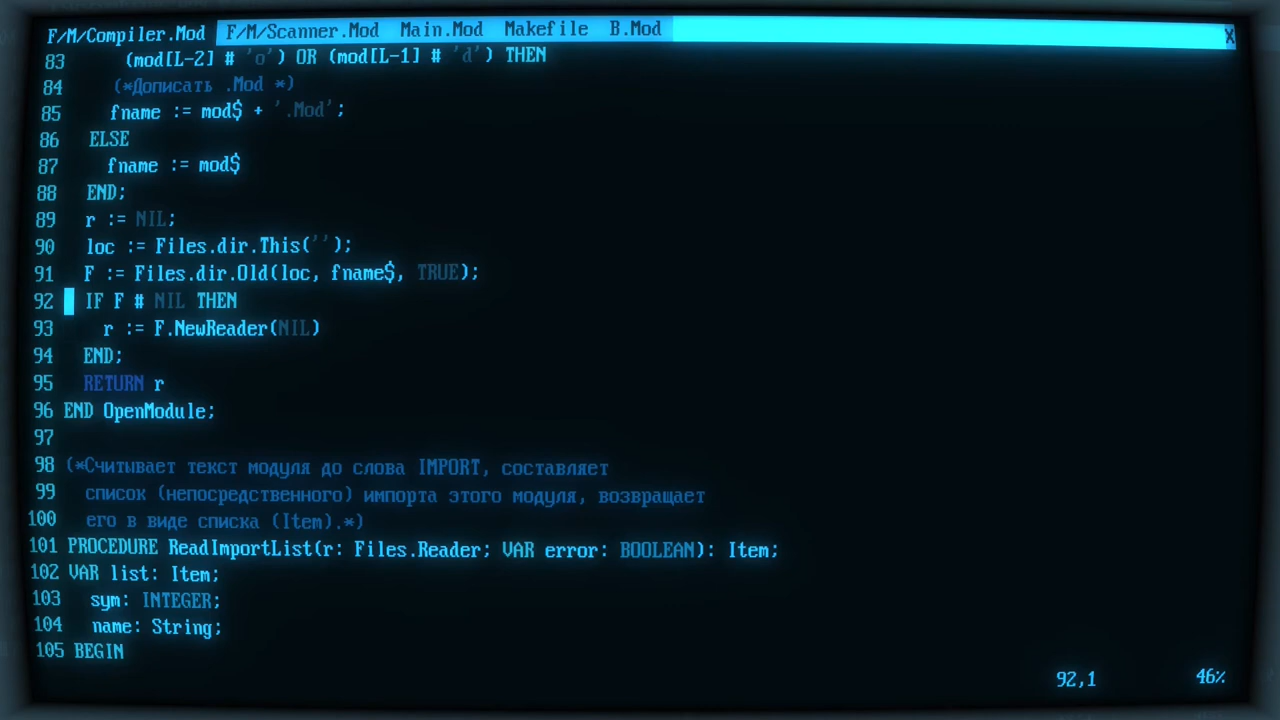 F/M/Compiler.Mod F/M/Scanner.Mod Main.Mod Makefile B.Mod X
83 (mod[L-2] # 'o') OR (mod[L-1] # 'd') THEN
84 (*Дописать .Mod *)
85 fname := mod$ + '.Mod';
86 ELSE
87 fname := mod$
88 END;
89 r := NIL;
90 loc := Files.dir.This('');
91 F := Files.dir.Old(loc, fname$, TRUE);
92 IF F # NIL THEN
93 r := F.NewReader(NIL)
94 END;
95 RETURN r
96 END OpenModule;
97
98 (*Считывает текст модуля до слова IMPORT, составляет
99 список (непосредственного) импорта этого модуля, возвращает
100 его в виде списка (Item).*)
101 PROCEDURE ReadImportList(r: Files.Reader; VAR error: BOOLEAN): Item;
102 VAR list: Item;
103 sym: INTEGER;
104 name: String;
105 BEGIN
92,1 46%